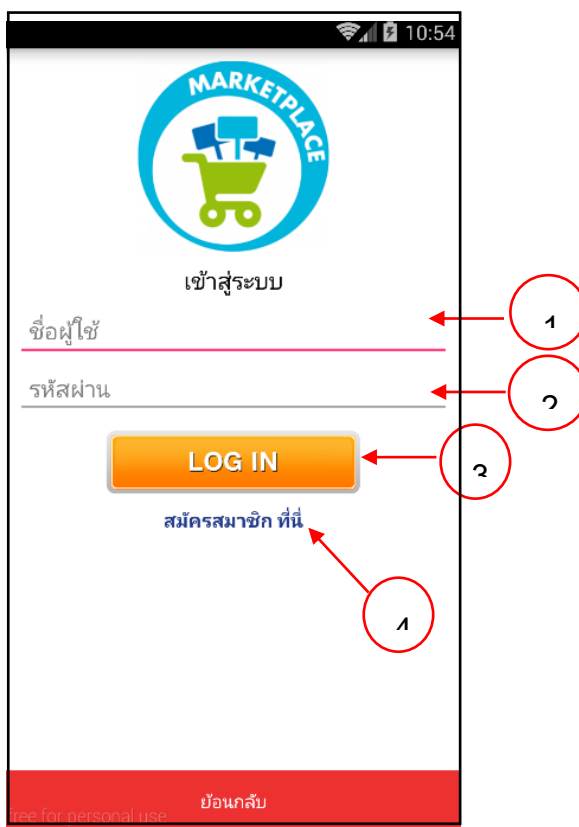 10:54
MARKETPLACE
เข้าสู่ระบบ
ชื่อผู้ใช้
1
รหัสผ่าน
2
LOG IN
3
สมัครสมาชิก ที่นี่
4
ย้อนกลับ
free for personal use